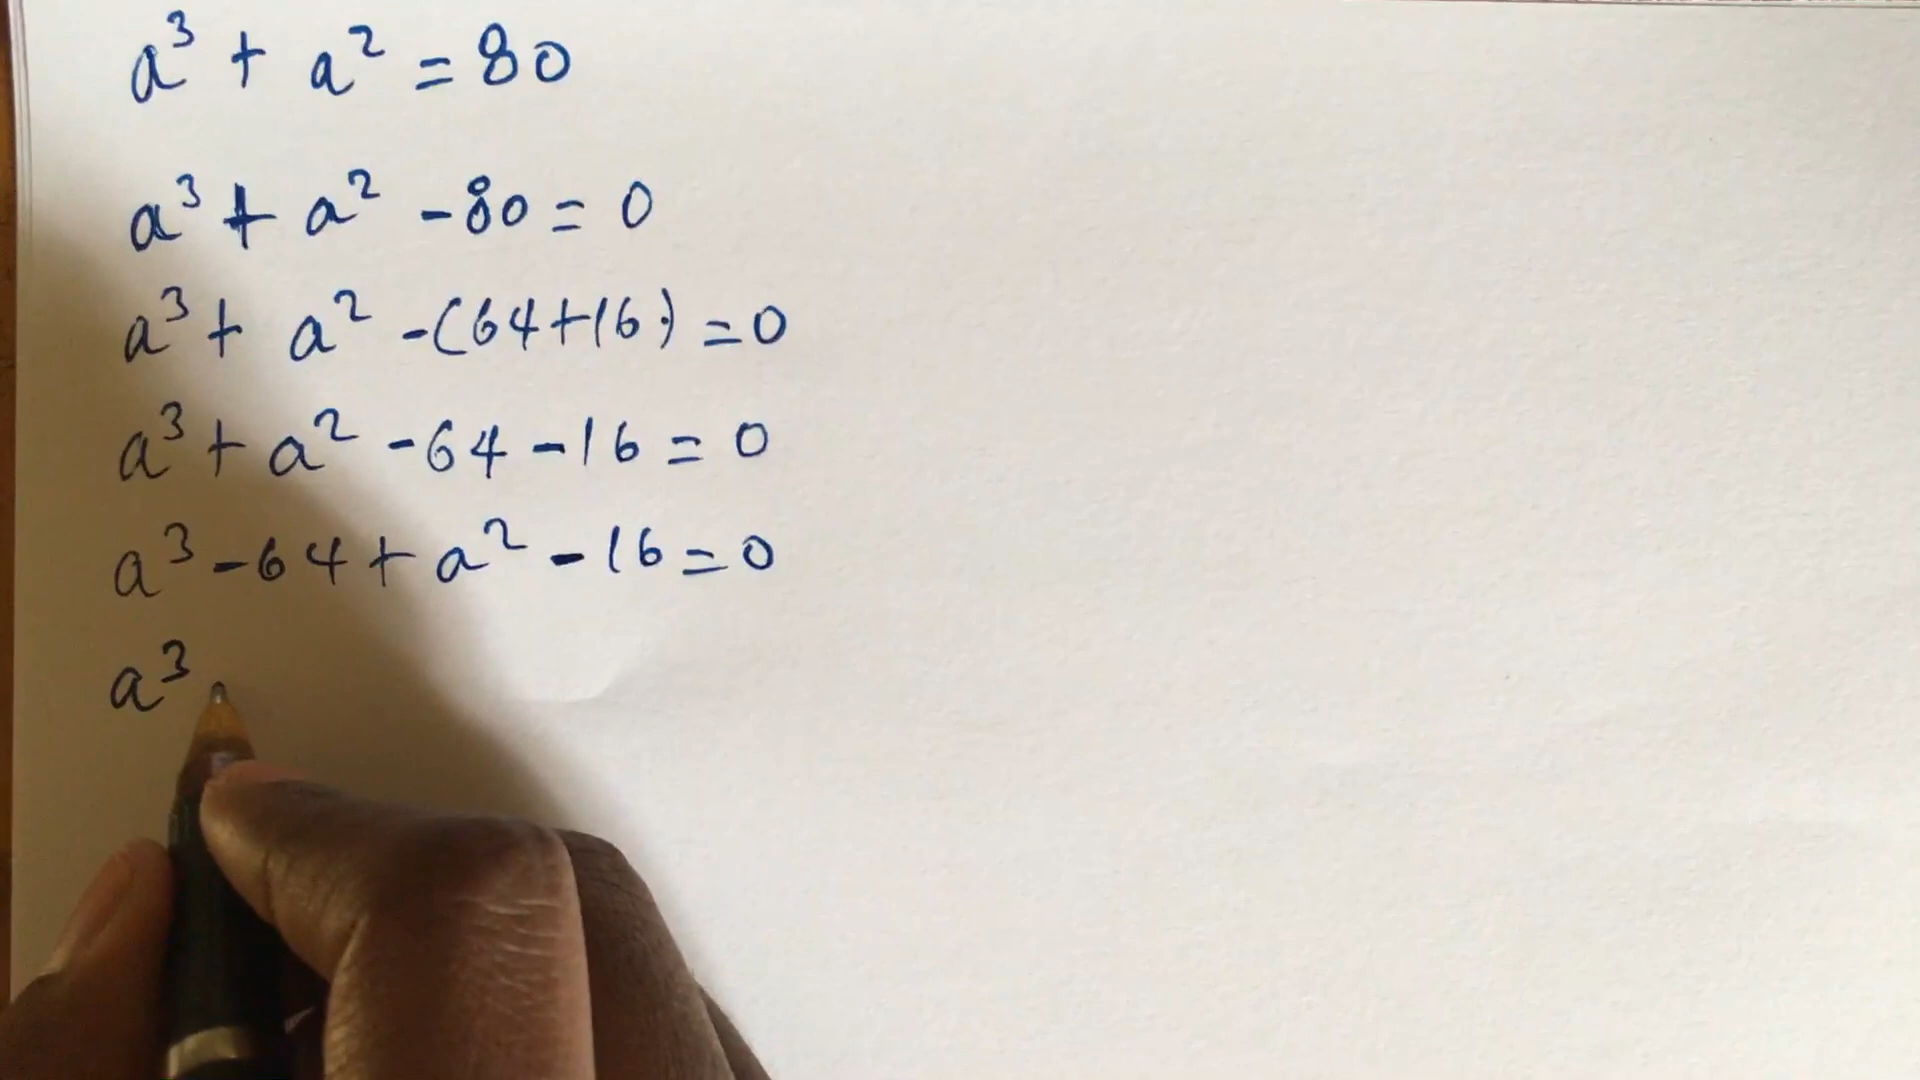 a³ + a² = 80
a³ + a² - 80 = 0
a³ + a² - (64+16) = 0
a³ + a² - 64 - 16 = 0
a³ - 64 + a² - 16 = 0
a³